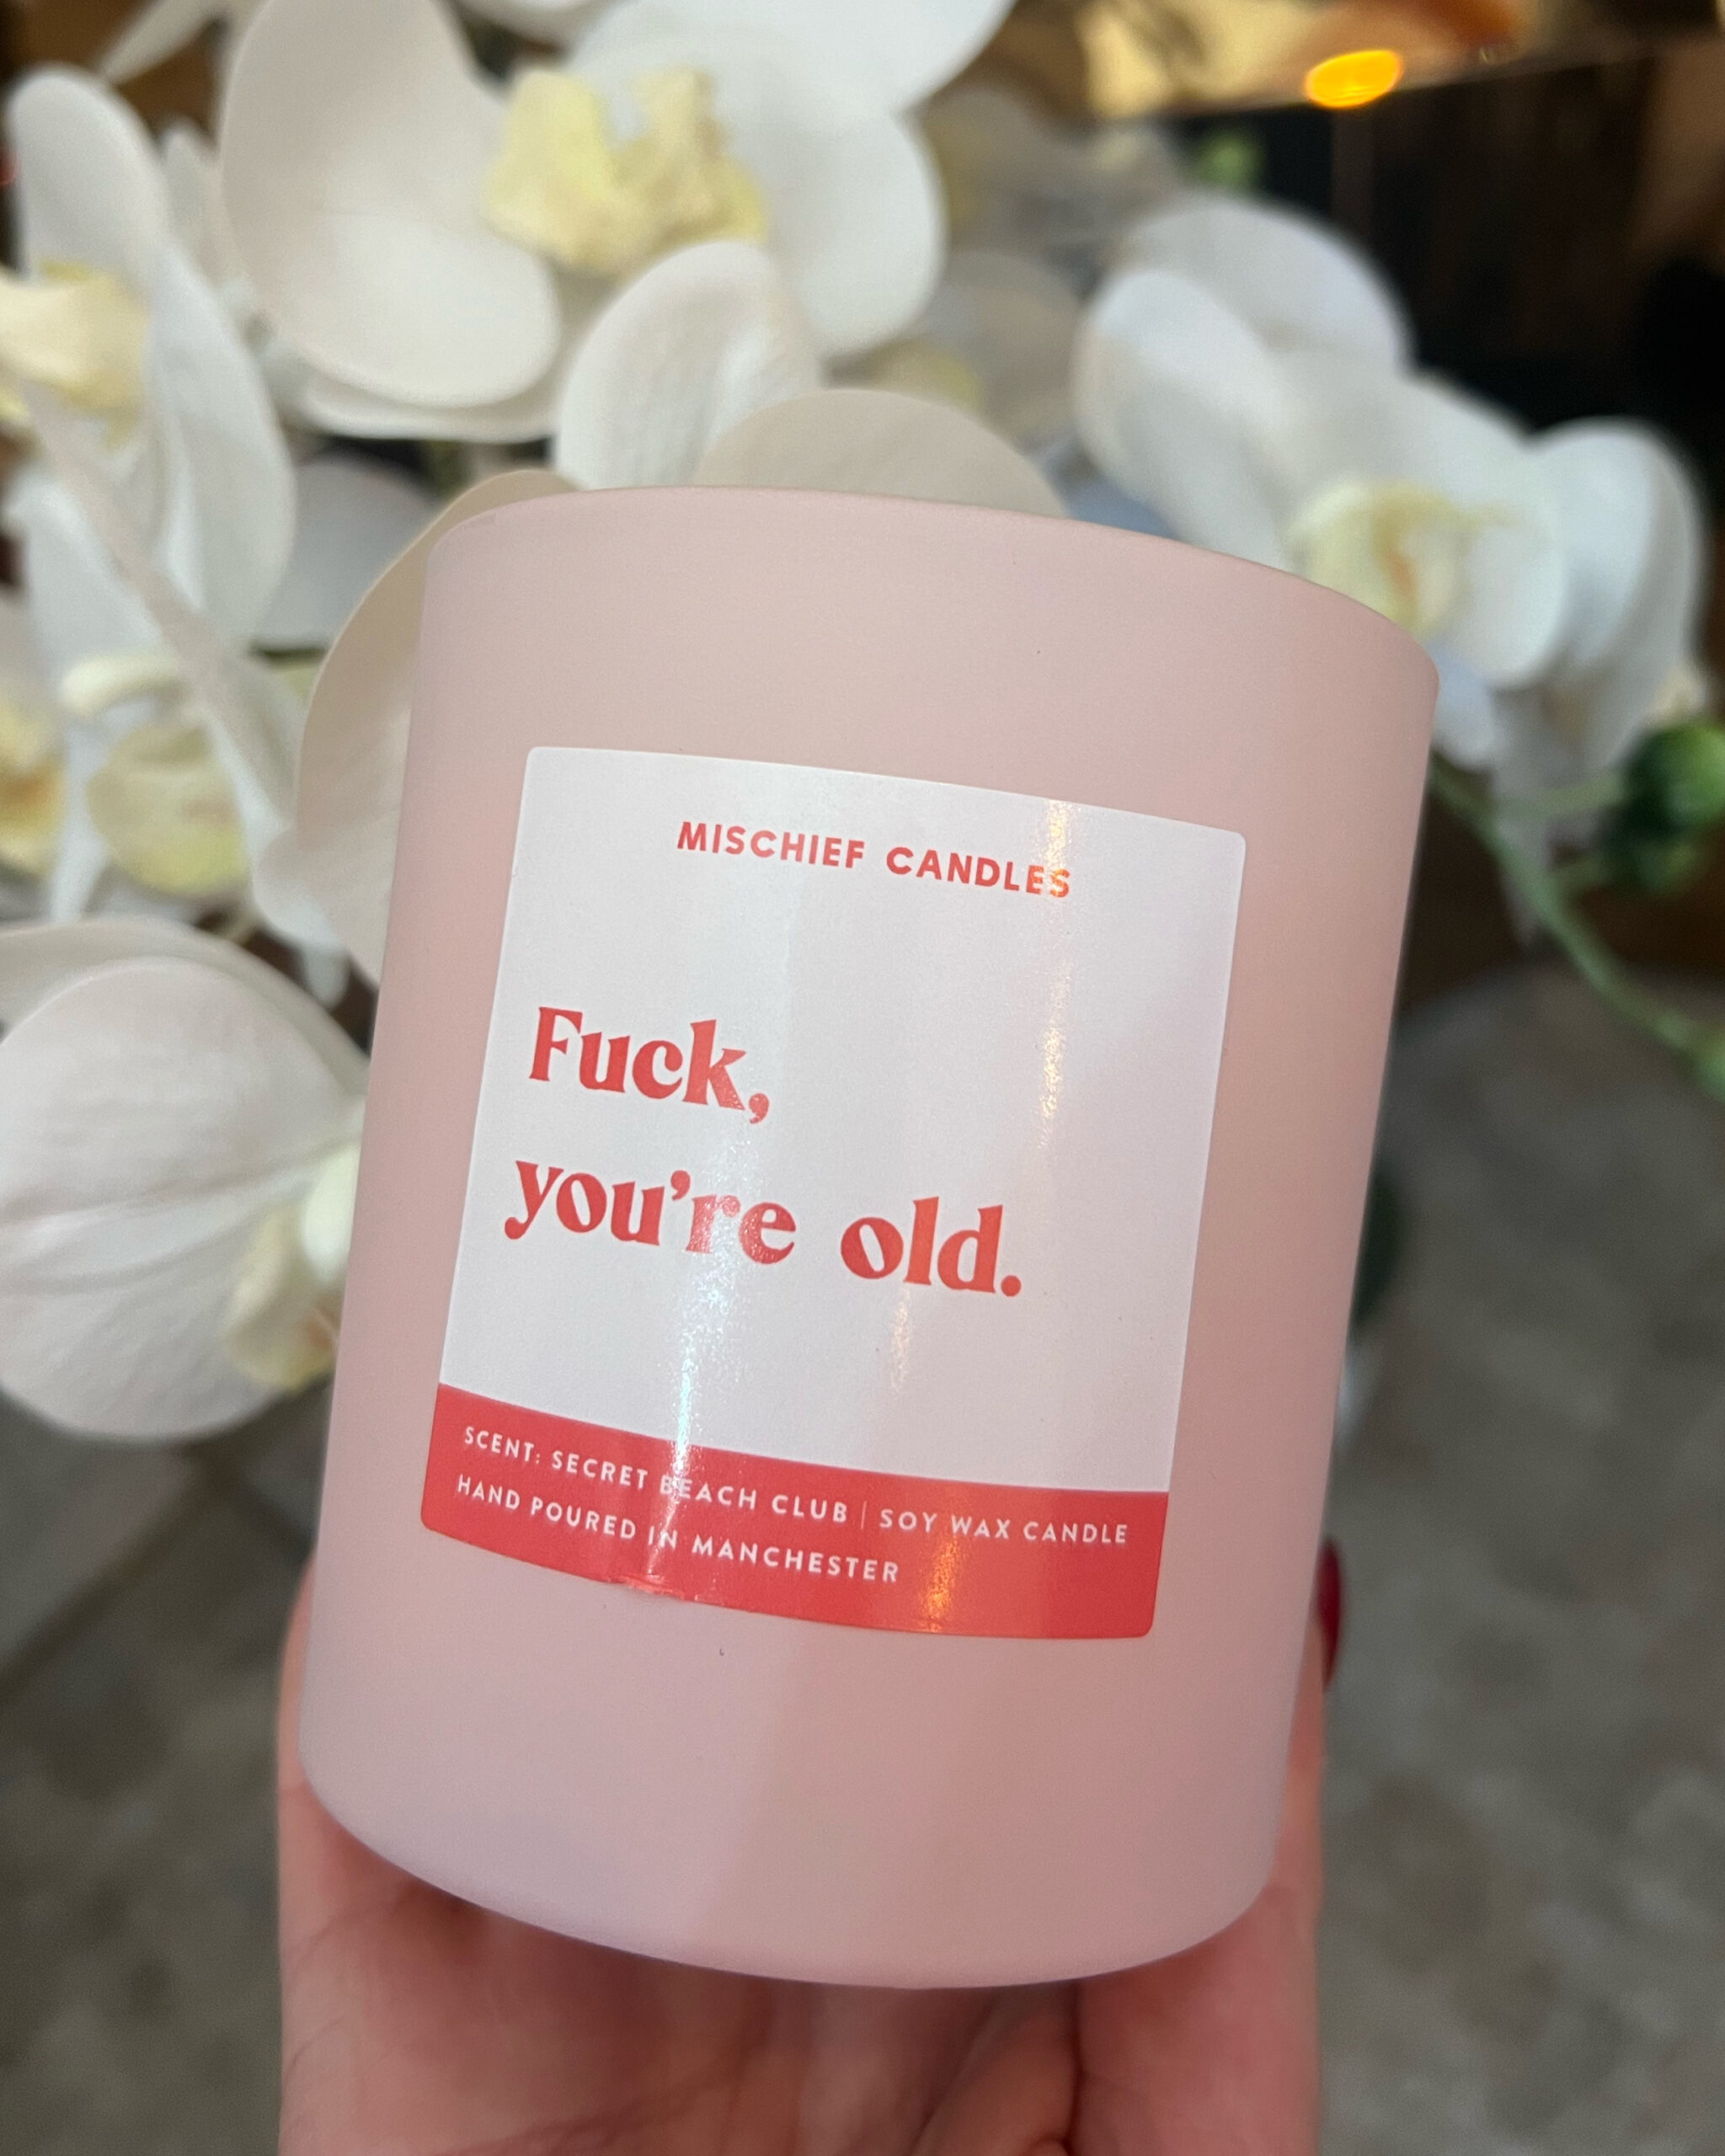 MISCHIEF CANDLES
Fuck,
you're old.
SCENT: SECRET BEACH CLUB | SOY WAX CANDLE
HAND POURED IN MANCHESTER